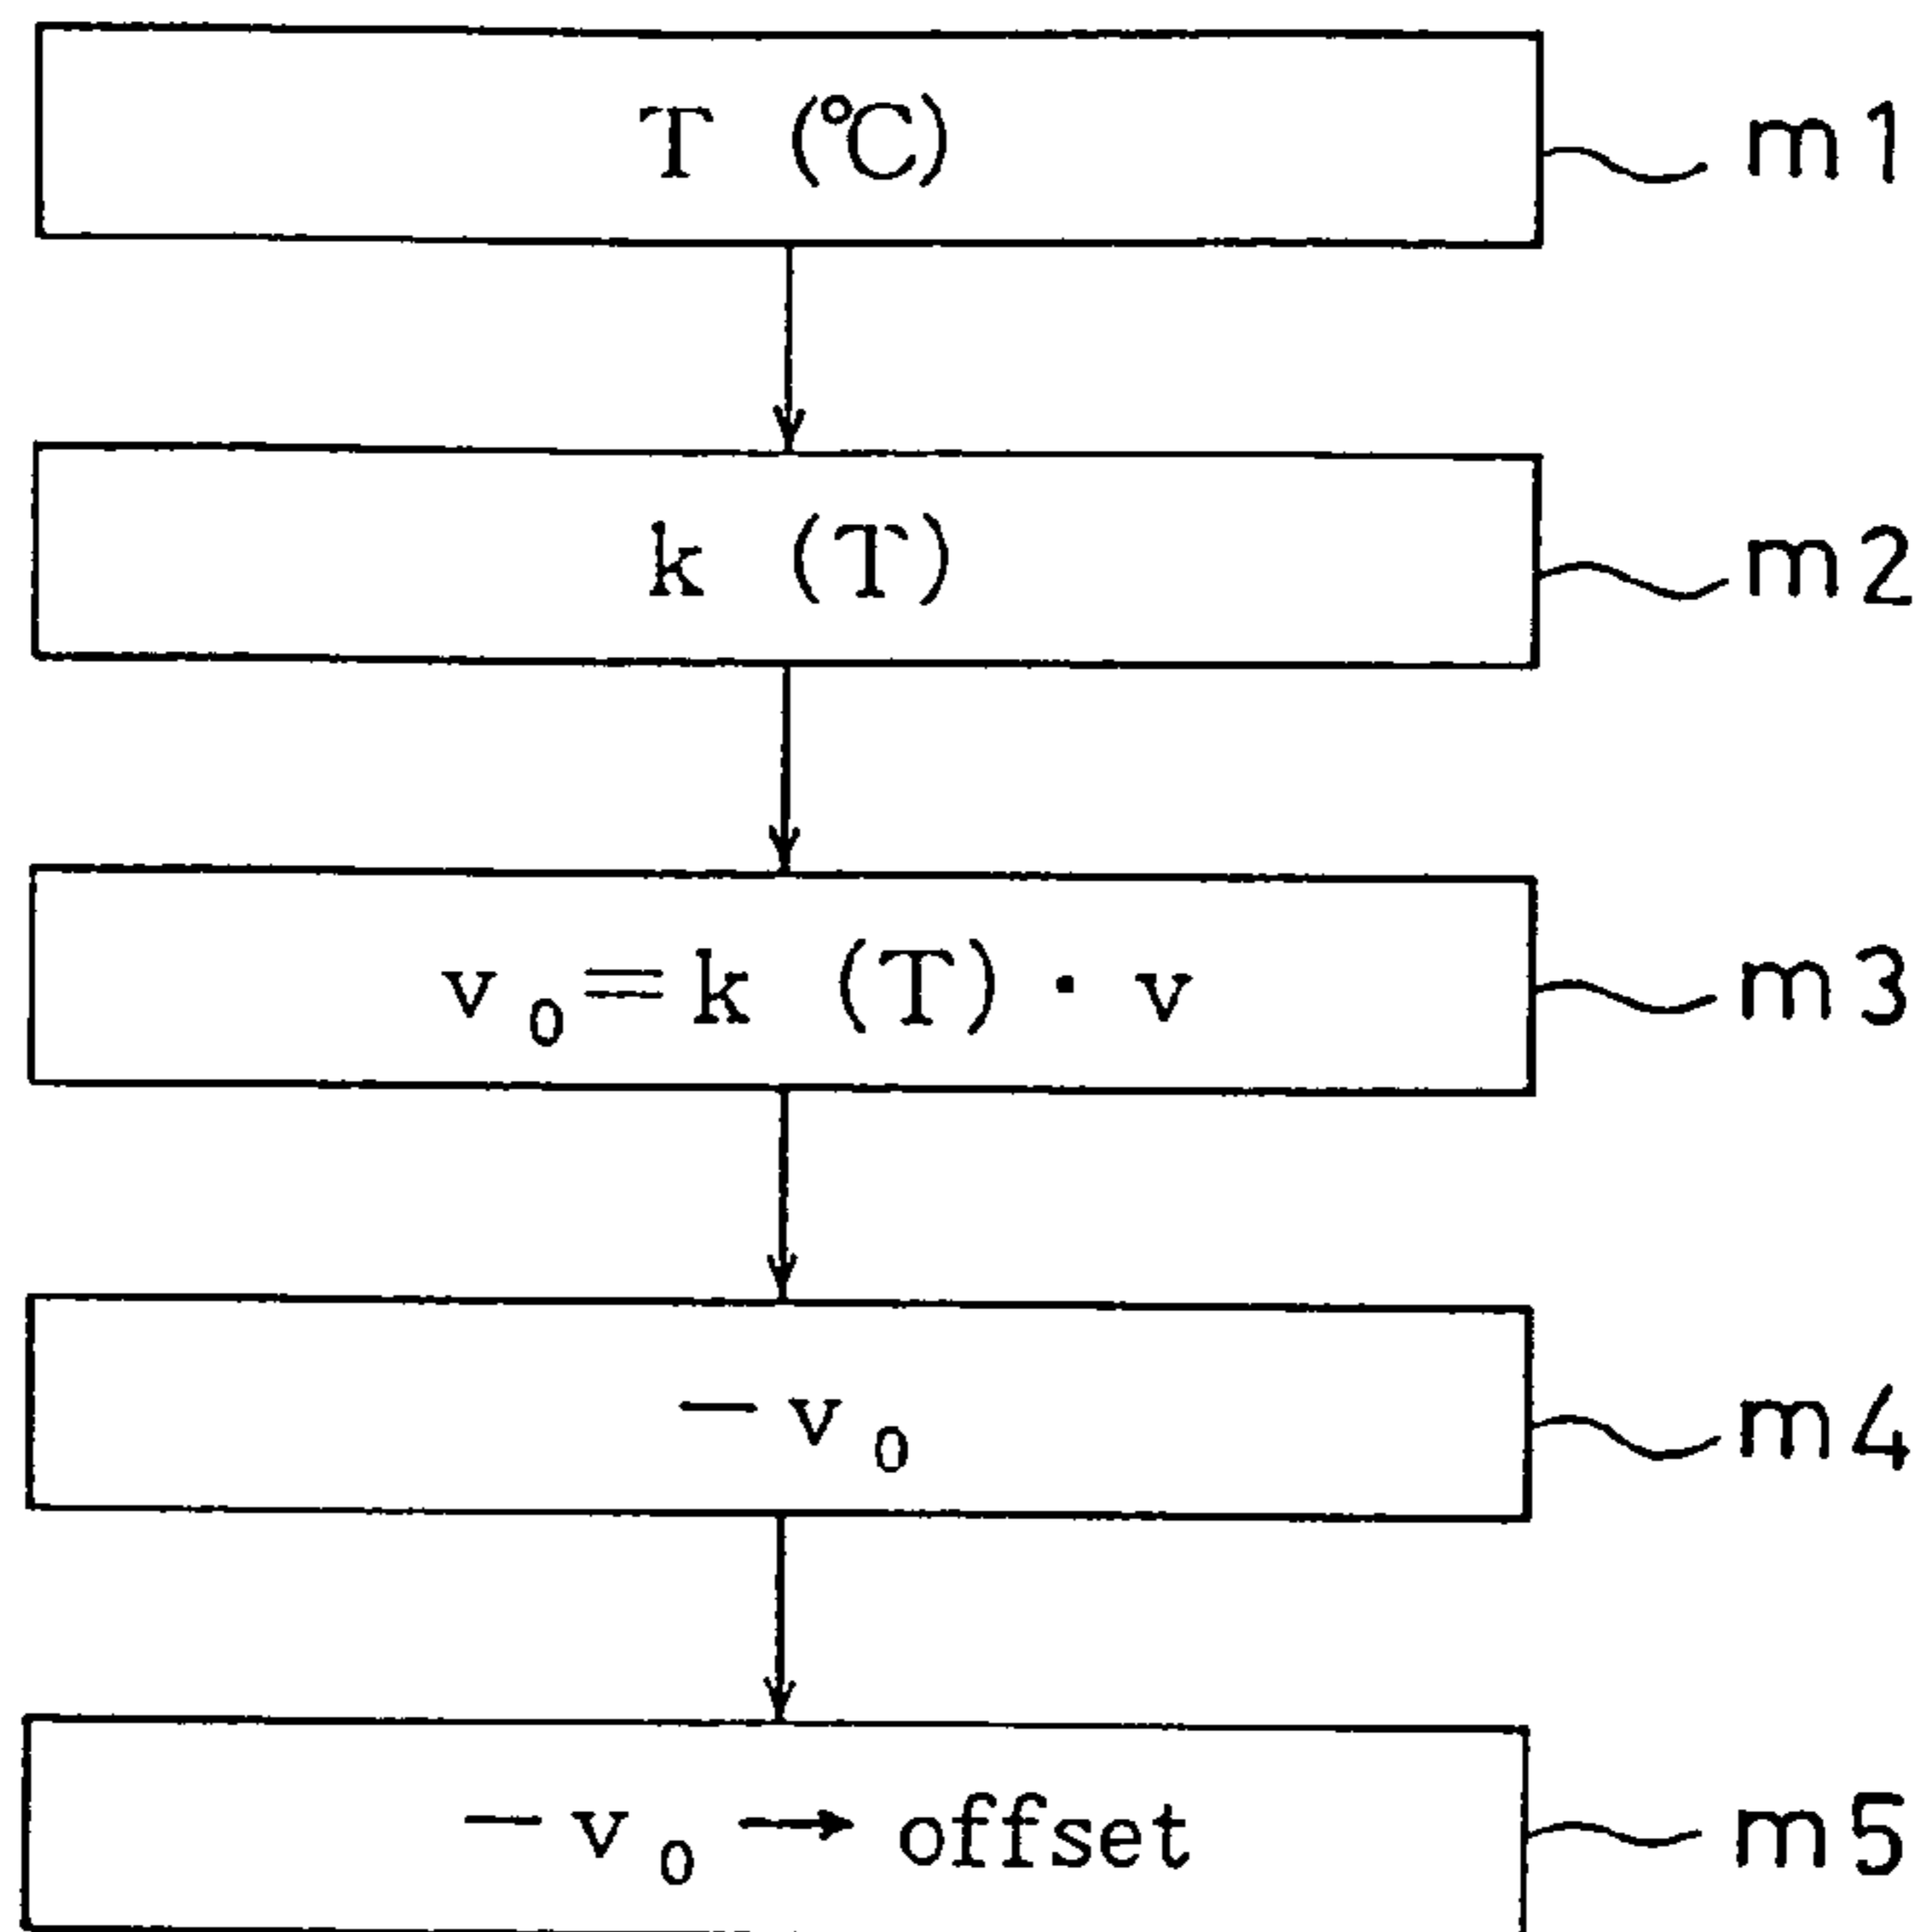 T (℃) m1
k (T) m2
v₀=k (T)・v m3
−v₀ m4
−v₀ → offset m5